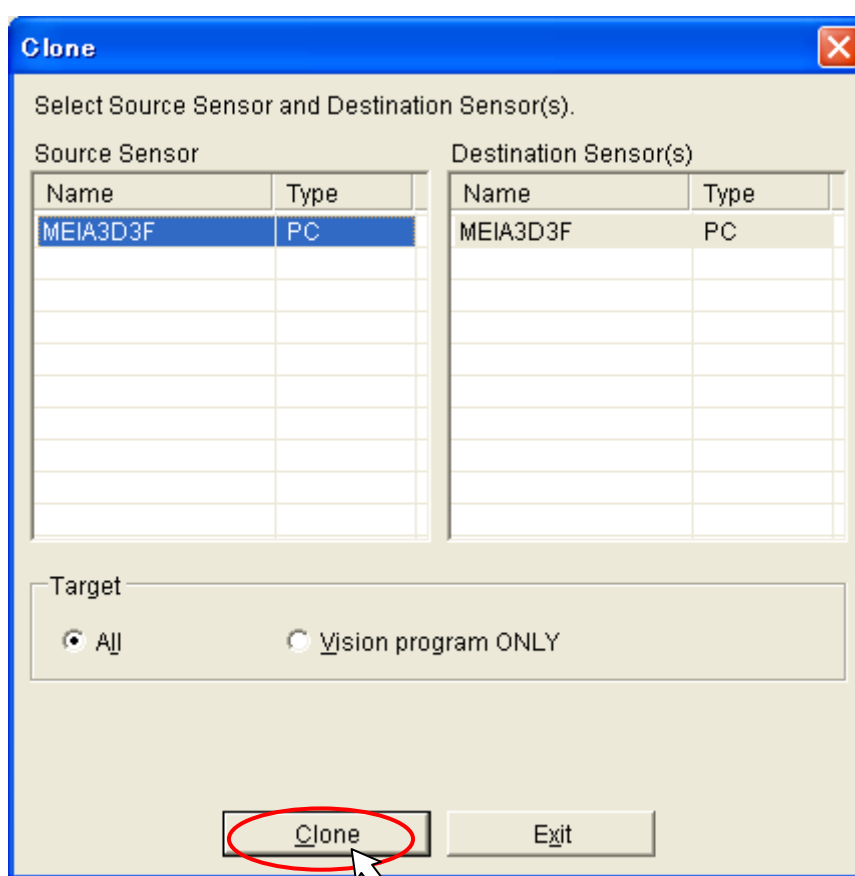 Clone
Select Source Sensor and Destination Sensor(s).
Source Sensor
Destination Sensor(s)
Name Type
Name Type
MEIA3D3F PC
MEIA3D3F PC
Target
All Vision program ONLY
Clone Exit